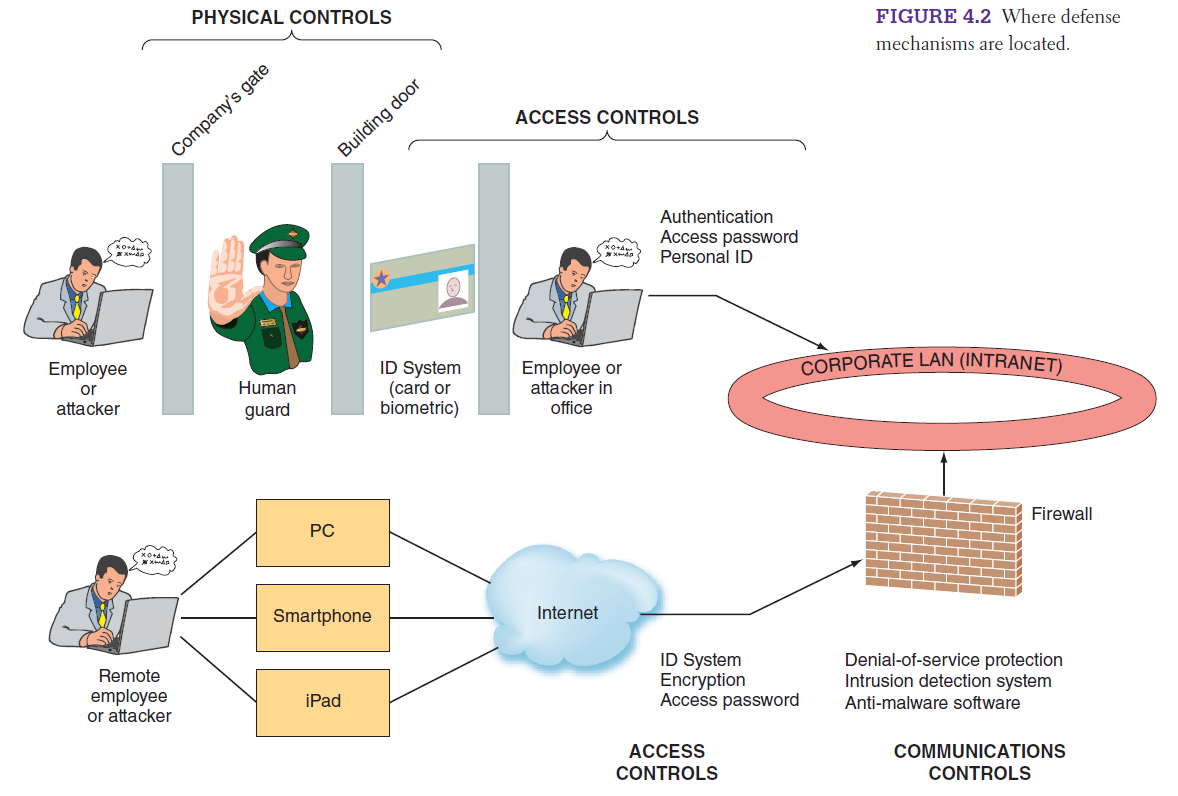 PHYSICAL CONTROLS
FIGURE 4.2 Where defense
mechanisms are located.
Company's gate
Building door
ACCESS CONTROLS
Authentication
Access password
Personal ID
Employee
or
attacker
Human
guard
ID System
(card or
biometric)
Employee or
attacker in
office
CORPORATE LAN (INTRANET)
PC
Smartphone
iPad
Internet
Firewall
Remote
employee
or attacker
ID System
Encryption
Access password
Denial-of-service protection
Intrusion detection system
Anti-malware software
ACCESS
CONTROLS
COMMUNICATIONS
CONTROLS